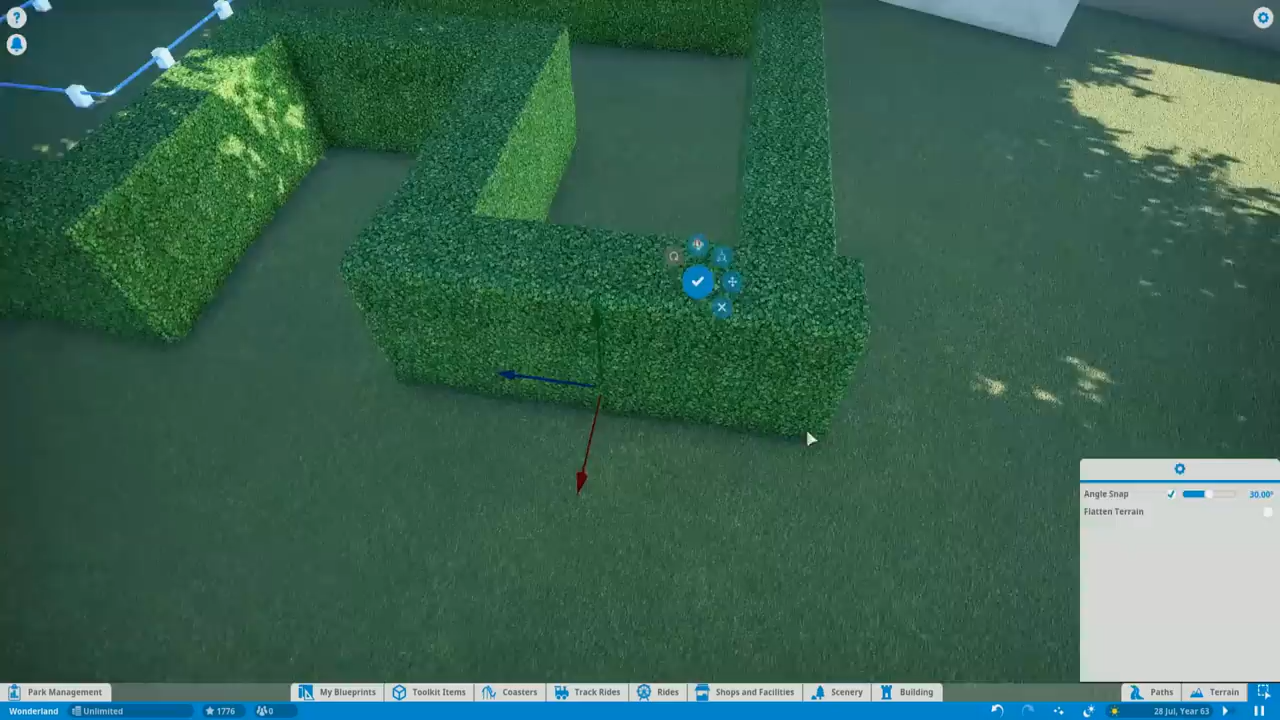 Angle Snap 30.00°
Flatten Terrain
Park Management My Blueprints Toolkit Items Coasters Track Rides Rides Shops and Facilities Scenery Building Paths Terrain
Wonderland Unlimited 1776 0 28 Jul, Year 63